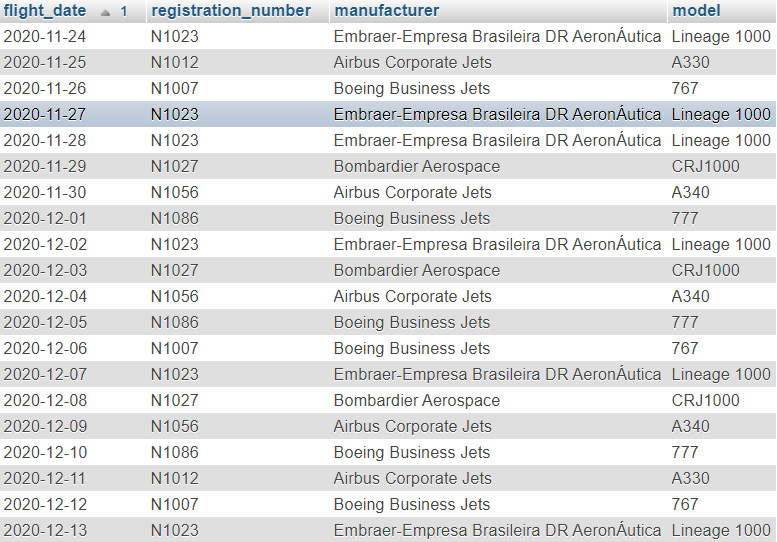 flight_date 1 registration_number manufacturer model
2020-11-24 N1023 Embraer-Empresa Brasileira DR AeronÁutica Lineage 1000
2020-11-25 N1012 Airbus Corporate Jets A330
2020-11-26 N1007 Boeing Business Jets 767
2020-11-27 N1023 Embraer-Empresa Brasileira DR AeronÁutica Lineage 1000
2020-11-28 N1023 Embraer-Empresa Brasileira DR AeronÁutica Lineage 1000
2020-11-29 N1027 Bombardier Aerospace CRJ1000
2020-11-30 N1056 Airbus Corporate Jets A340
2020-12-01 N1086 Boeing Business Jets 777
2020-12-02 N1023 Embraer-Empresa Brasileira DR AeronÁutica Lineage 1000
2020-12-03 N1027 Bombardier Aerospace CRJ1000
2020-12-04 N1056 Airbus Corporate Jets A340
2020-12-05 N1086 Boeing Business Jets 777
2020-12-06 N1007 Boeing Business Jets 767
2020-12-07 N1023 Embraer-Empresa Brasileira DR AeronÁutica Lineage 1000
2020-12-08 N1027 Bombardier Aerospace CRJ1000
2020-12-09 N1056 Airbus Corporate Jets A340
2020-12-10 N1086 Boeing Business Jets 777
2020-12-11 N1012 Airbus Corporate Jets A330
2020-12-12 N1007 Boeing Business Jets 767
2020-12-13 N1023 Embraer-Empresa Brasileira DR AeronÁutica Lineage 1000